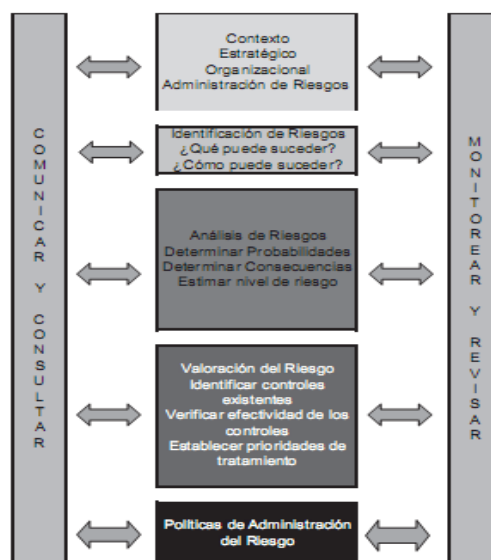 COMUNICAR Y CONSULTAR
Contexto
Estratégico
Organizacional
Administración de Riesgos
Identificación de Riesgos
¿Qué puede suceder?
¿Cómo puede suceder?
Análisis de Riesgos
Determinar Probabilidades
Determinar Consecuencias
Estimar nivel de riesgo
Valoración del Riesgo
Identificar controles
existentes
Verificar efectividad de los
controles
Establecer prioridades de
tratamiento
Políticas de Administración
del Riesgo
MONITOREAR Y REVISAR